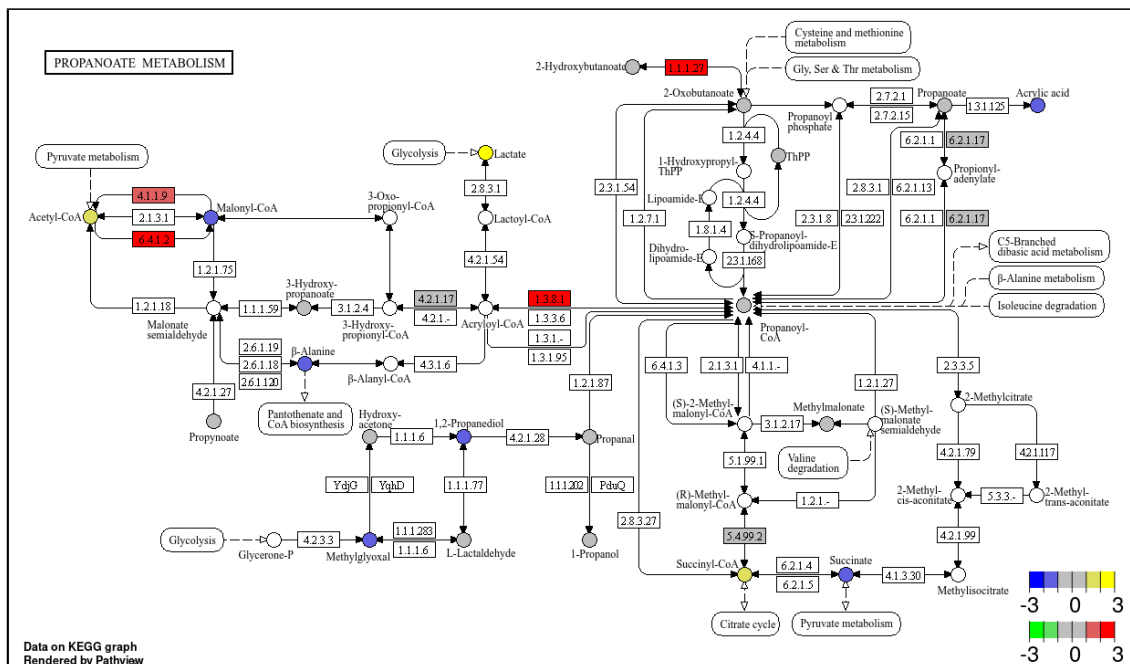 PROPANOATE METABOLISM
Cysteine and methionine
metabolism
Gly, Ser & Thr metabolism
2-Hydroxybutanoate
1.1.1.27
2-Oxobutanoate
Propanoyl
phosphate
2.7.2.1
2.7.2.15
Propanoate
1.3.1.125
Acrylic acid
Pyruvate metabolism
Glycolysis
Lactate
1.2.4.4
ThPP
1-Hydroxypropyl-
ThPP
6.2.1.1
6.2.1.17
Propionyl-
adenylate
4.1.1.9
Acetyl-CoA
2.1.3.1
Malonyl-CoA
6.4.1.2
3-Oxo-
propionyl-CoA
2.8.3.1
Lactoyl-CoA
2.3.1.54
Lipoamide-E
1.2.4.4
2.8.3.1
6.2.1.13
1.2.7.1
1.8.1.4
2.3.1.8
2.3.1.222
6.2.1.1
6.2.1.17
S-Propanoyl-
dihydrolipoamide-E
Dihydro-
lipoamide-E
2.3.1.168
C5-Branched
dibasic acid metabolism
β-Alanine metabolism
Isoleucine degradation
1.2.1.75
4.2.1.54
1.2.1.18
Malonate
semialdehyde
1.1.1.59
3-Hydroxy-
propanoate
3.1.2.4
3-Hydroxy-
propionyl-CoA
4.2.1.17
4.2.1.-
Acryloyl-CoA
1.3.8.1
1.3.3.6
1.3.1.-
1.3.1.95
Propanoyl-
CoA
2.6.1.19
2.6.1.18
2.6.1.120
β-Alanine
β-Alanyl-CoA
4.3.1.6
6.4.1.3
2.1.3.1
4.1.1.-
1.2.1.27
2.3.3.5
1.2.1.87
4.2.1.27
Propynoate
Pantothenate and
CoA biosynthesis
Hydroxy-
acetone
1.1.1.6
1,2-Propanediol
4.2.1.28
Propanal
(S)-2-Methyl-
malonyl-CoA
3.1.2.17
Methylmalonate
(S)-Methyl-
malonate
semialdehyde
2-Methylcitrate
Valine
degradation
5.1.99.1
4.2.1.79
4.2.1.117
YdjG
YqhD
1.1.1.77
1.1.1.202
PduQ
(R)-Methyl-
malonyl-CoA
1.2.1.-
2-Methyl-
cis-aconitate
5.3.3.-
2-Methyl-
trans-aconitate
2.8.3.27
5.4.99.2
4.2.1.99
Glycolysis
Glycerone-P
4.2.3.3
Methylglyoxal
1.1.1.283
1.1.1.6
L-Lactaldehyde
1-Propanol
Succinyl-CoA
6.2.1.4
6.2.1.5
Succinate
4.1.3.30
Methylisocitrate
Citrate cycle
Pyruvate metabolism
-3 0 3
-3 0 3
Data on KEGG graph
Rendered by Pathview